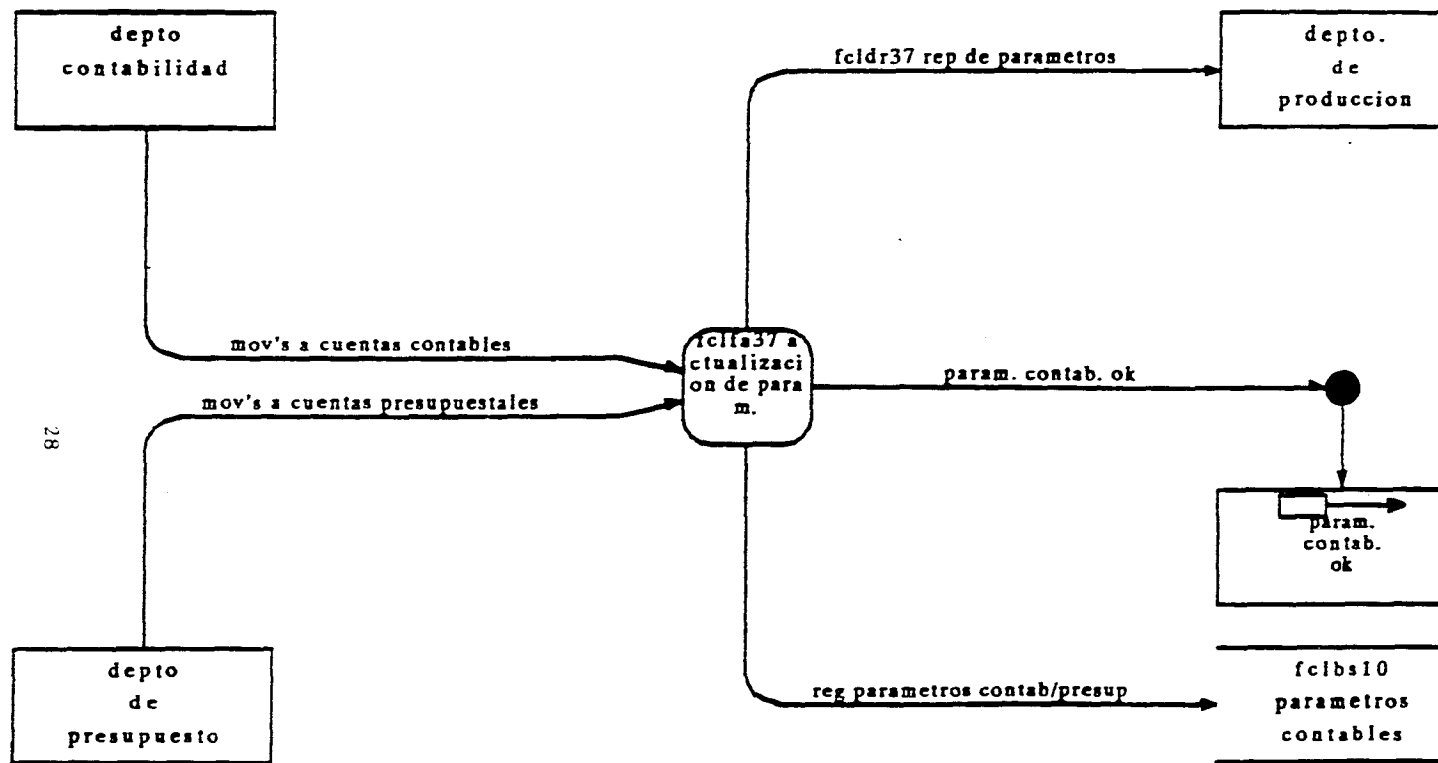 depto
contabilidad
fcldr37 rep de parametros
depto.
de
produccion
mov's a cuentas contables
fclfa37 a
ctualizaci
on de para
m.
param. contab. ok
mov's a cuentas presupuestales
28
param.
contab.
ok
depto
de
presupuesto
reg parametros contab/presup
fclbs10
parametros
contables